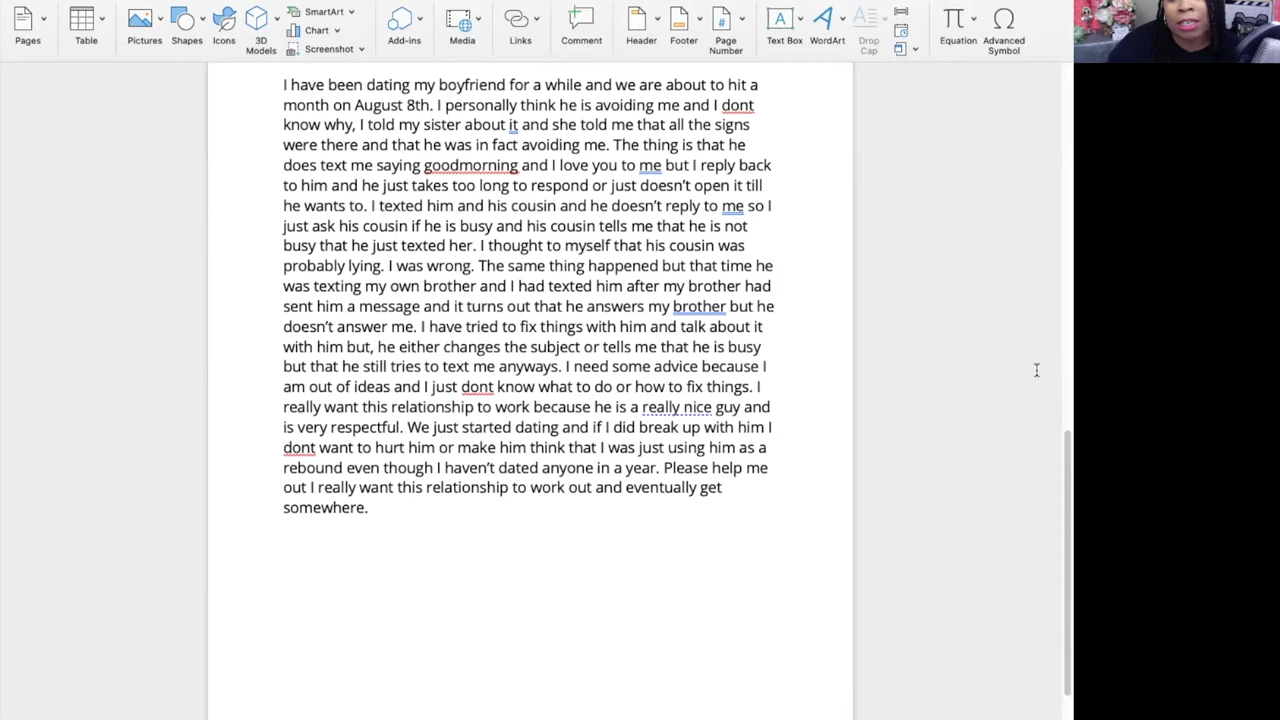 SmartArt
Chart
Screenshot
Pages
Table
Pictures
Shapes
Icons
3D
Models
Add-ins
Media
Links
Comment
Header
Footer
Page
Number
Text Box
WordArt
Drop
Cap
Equation
Advanced
Symbol
I have been dating my boyfriend for a while and we are about to hit a
month on August 8th. I personally think he is avoiding me and I dont
know why, I told my sister about it and she told me that all the signs
were there and that he was in fact avoiding me. The thing is that he
does text me saying goodmorning and I love you to me but I reply back
to him and he just takes too long to respond or just doesn’t open it till
he wants to. I texted him and his cousin and he doesn’t reply to me so I
just ask his cousin if he is busy and his cousin tells me that he is not
busy that he just texted her. I thought to myself that his cousin was
probably lying. I was wrong. The same thing happened but that time he
was texting my own brother and I had texted him after my brother had
sent him a message and it turns out that he answers my brother but he
doesn’t answer me. I have tried to fix things with him and talk about it
with him but, he either changes the subject or tells me that he is busy
but that he still tries to text me anyways. I need some advice because I
am out of ideas and I just dont know what to do or how to fix things. I
really want this relationship to work because he is a really nice guy and
is very respectful. We just started dating and if I did break up with him I
dont want to hurt him or make him think that I was just using him as a
rebound even though I haven’t dated anyone in a year. Please help me
out I really want this relationship to work out and eventually get
somewhere.